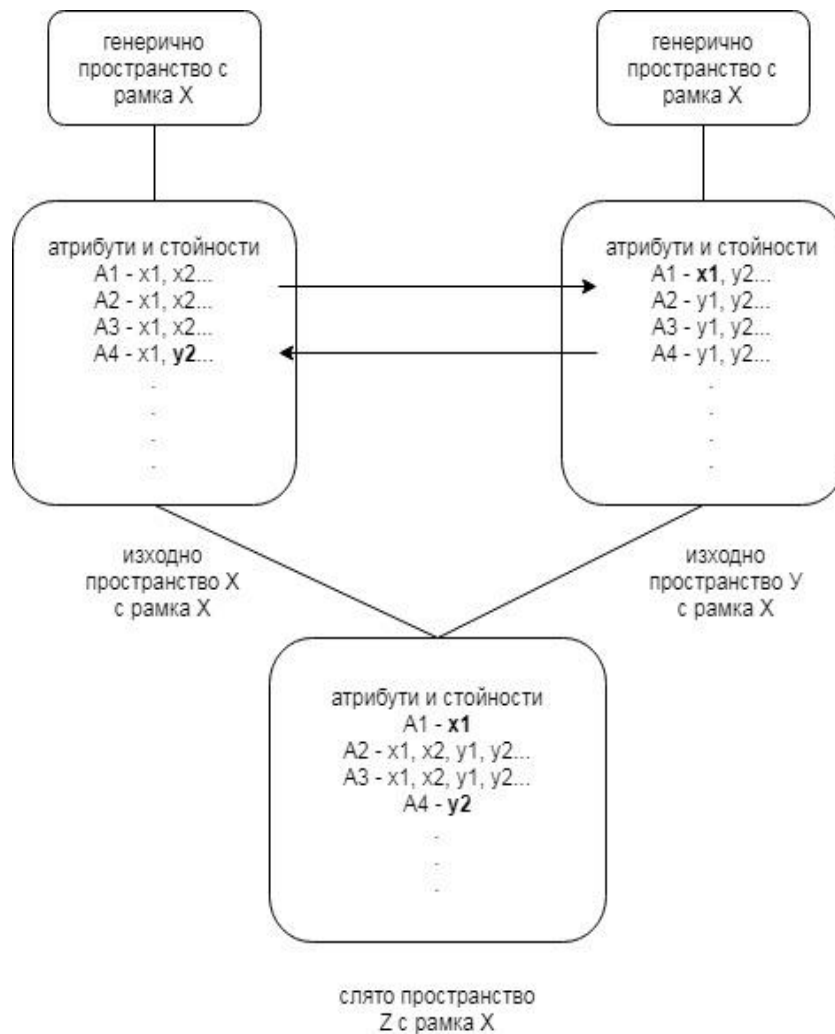 генерично
пространство с
рамка X
генерично
пространство с
рамка X
атрибути и стойности
A1 - x1, x2...
A2 - x1, x2...
A3 - x1, x2...
A4 - x1, y2...
.
.
.
.
атрибути и стойности
A1 - x1, y2...
A2 - y1, y2...
A3 - y1, y2...
A4 - y1, y2...
.
.
.
.
изходно
пространство X
с рамка X
изходно
пространство У
с рамка X
атрибути и стойности
A1 - x1
A2 - x1, x2, y1, y2...
A3 - x1, x2, y1, y2...
A4 - y2
.
.
.
слято пространство
Z с рамка X